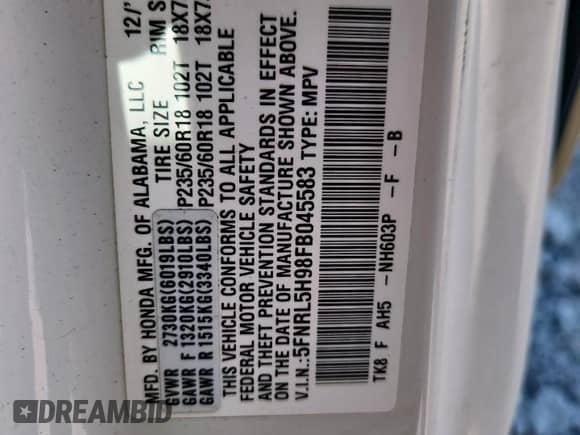 MFD. BY HONDA MFG. OF ALABAMA, LLC 12/
TIRE SIZE RIM S
GVWR 2730KG(6019LBS)
GAWR F 1320KG(2910LBS) P235/60R18 102T 18X7.
GAWR R 1515KG(3340LBS) P235/60R18 102T 18X7.
THIS VEHICLE CONFORMS TO ALL APPLICABLE
FEDERAL MOTOR VEHICLE SAFETY
AND THEFT PREVENTION STANDARDS IN EFFECT
ON THE DATE OF MANUFACTURE SHOWN ABOVE.
V.I.N.:5FNRL5H98FB045583 TYPE: MPV
TK8 F AH5 -NH603P -F -B
DREAMBID